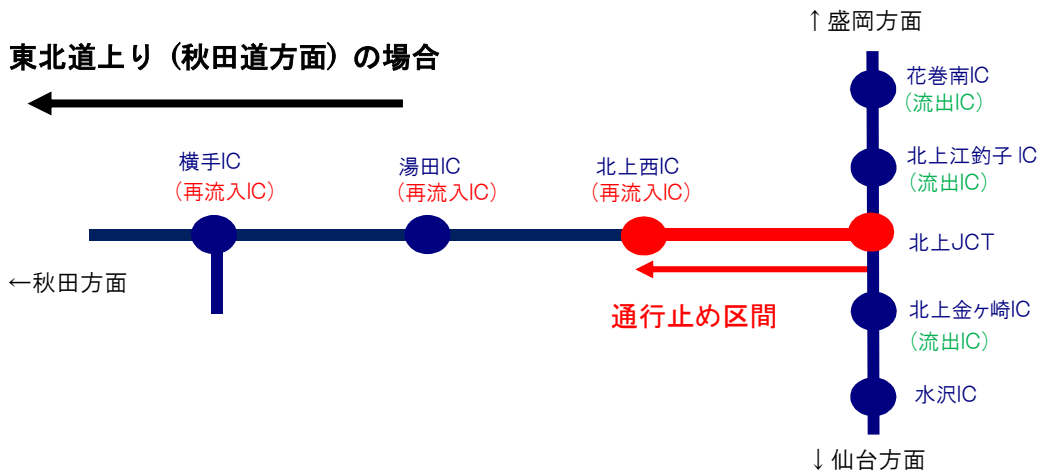 ↑盛岡方面
東北道上り (秋田道方面) の場合
花巻南IC
(流出IC)
横手IC
(再流入IC)
湯田IC
(再流入IC)
北上西IC
(再流入IC)
北上江釣子IC
(流出IC)
北上JCT
←秋田方面
通行止め区間
北上金ヶ崎IC
(流出IC)
水沢IC
↓仙台方面